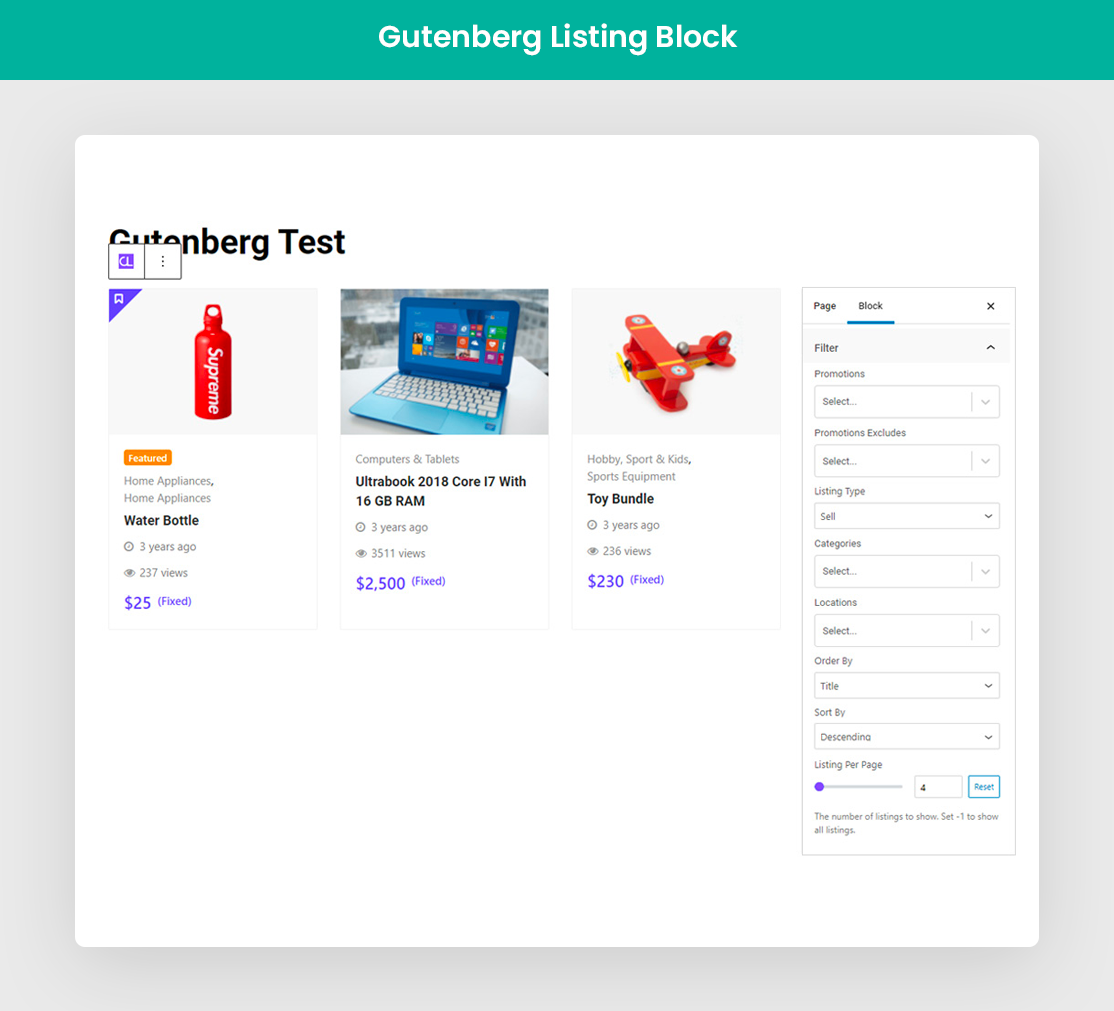 Gutenberg Listing Block
Gutenberg Test
CL
Supreme
Featured
Home Appliances,
Home Appliances
Water Bottle
3 years ago
237 views
$25 (Fixed)
Computers & Tablets
Ultrabook 2018 Core I7 With
16 GB RAM
3 years ago
3511 views
$2,500 (Fixed)
Hobby, Sport & Kids,
Sports Equipment
Toy Bundle
3 years ago
236 views
$230 (Fixed)
Page Block
Filter
Promotions
Select...
Promotions Excludes
Select...
Listing Type
Sell
Categories
Select...
Locations
Select...
Order By
Title
Sort By
Descending
Listing Per Page
4 Reset
The number of listings to show. Set -1 to show
all listings.